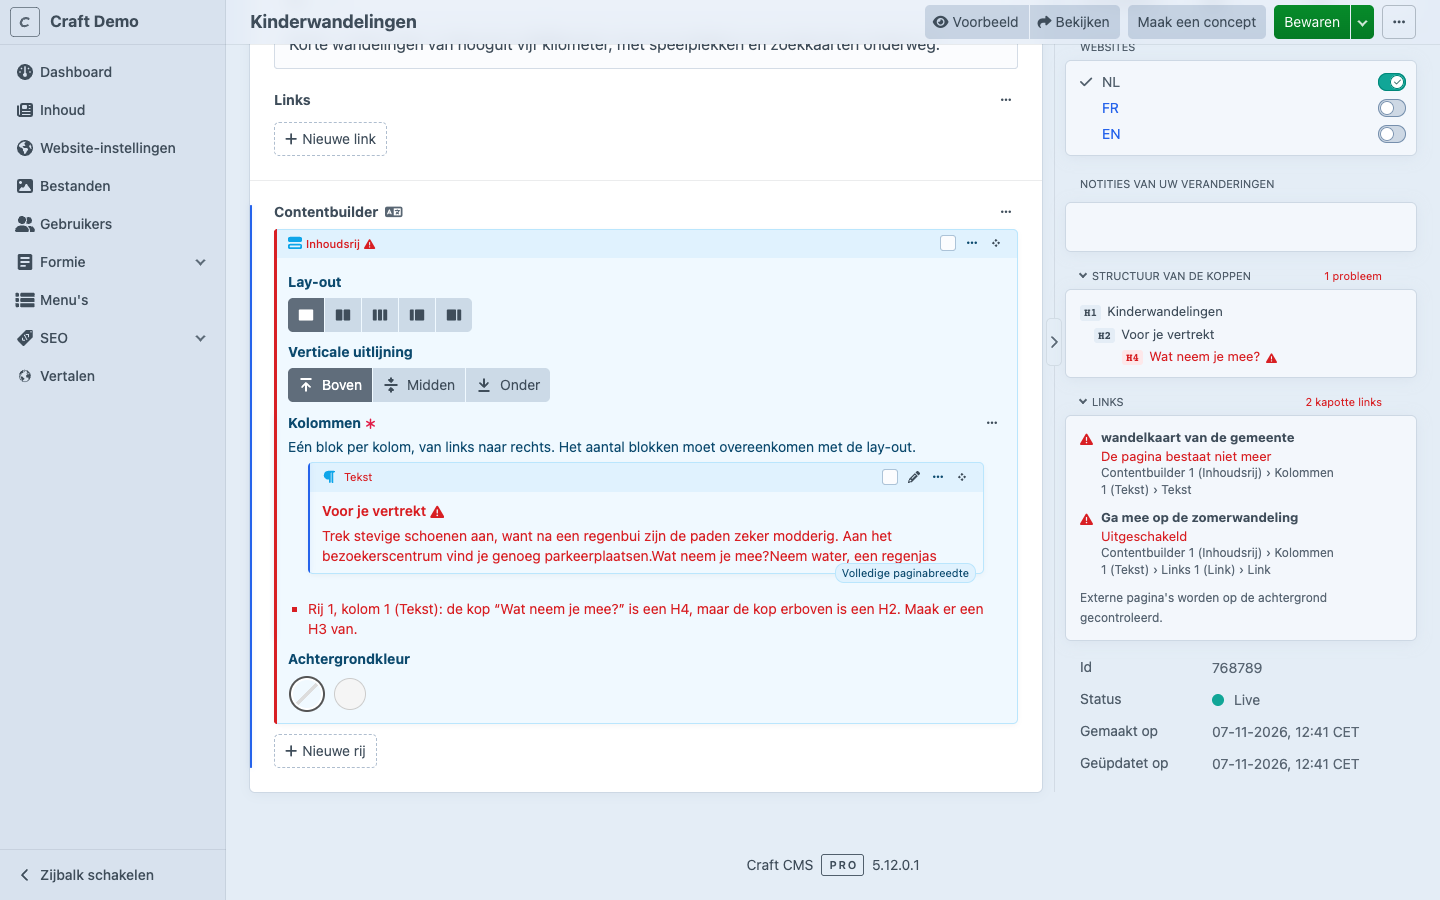 Craft Demo
Dashboard
Inhoud
Website-instellingen
Bestanden
Gebruikers
Formie
Menu's
SEO
Vertalen
Zijbalk schakelen
Kinderwandelingen
Voorbeeld
Bekijken
Maak een concept
Bewaren
Korte wandelingen van hooguit vijf kilometer, met speelplekken en zoekkaarten onderweg.
Links
Nieuwe link
Contentbuilder
Inhoudsrij
Lay-out
Verticale uitlijning
Boven
Midden
Onder
Kolommen
Eén blok per kolom, van links naar rechts. Het aantal blokken moet overeenkomen met de lay-out.
Tekst
Voor je vertrekt
Trek stevige schoenen aan, want na een regenbui zijn de paden zeker modderig. Aan het
bezoekerscentrum vind je genoeg parkeerplaatsen.Wat neem je mee?Neem water, een regenjas
Volledige paginabreedte
Rij 1, kolom 1 (Tekst): de kop “Wat neem je mee?” is een H4, maar de kop erboven is een H2. Maak er een
H3 van.
Achtergrondkleur
Nieuwe rij
Craft CMS PRO 5.12.0.1
WEBSITES
NL
FR
EN
NOTITIES VAN UW VERANDERINGEN
STRUCTUUR VAN DE KOPPEN 1 probleem
H1 Kinderwandelingen
H2 Voor je vertrekt
H4 Wat neem je mee?
LINKS 2 kapotte links
wandelkaart van de gemeente
De pagina bestaat niet meer
Contentbuilder 1 (Inhoudsrij) › Kolommen
1 (Tekst) › Tekst
Ga mee op de zomerwandeling
Uitgeschakeld
Contentbuilder 1 (Inhoudsrij) › Kolommen
1 (Tekst) › Links 1 (Link) › Link
Externe pagina's worden op de achtergrond
gecontroleerd.
Id 768789
Status Live
Gemaakt op 07-11-2026, 12:41 CET
Geüpdatet op 07-11-2026, 12:41 CET